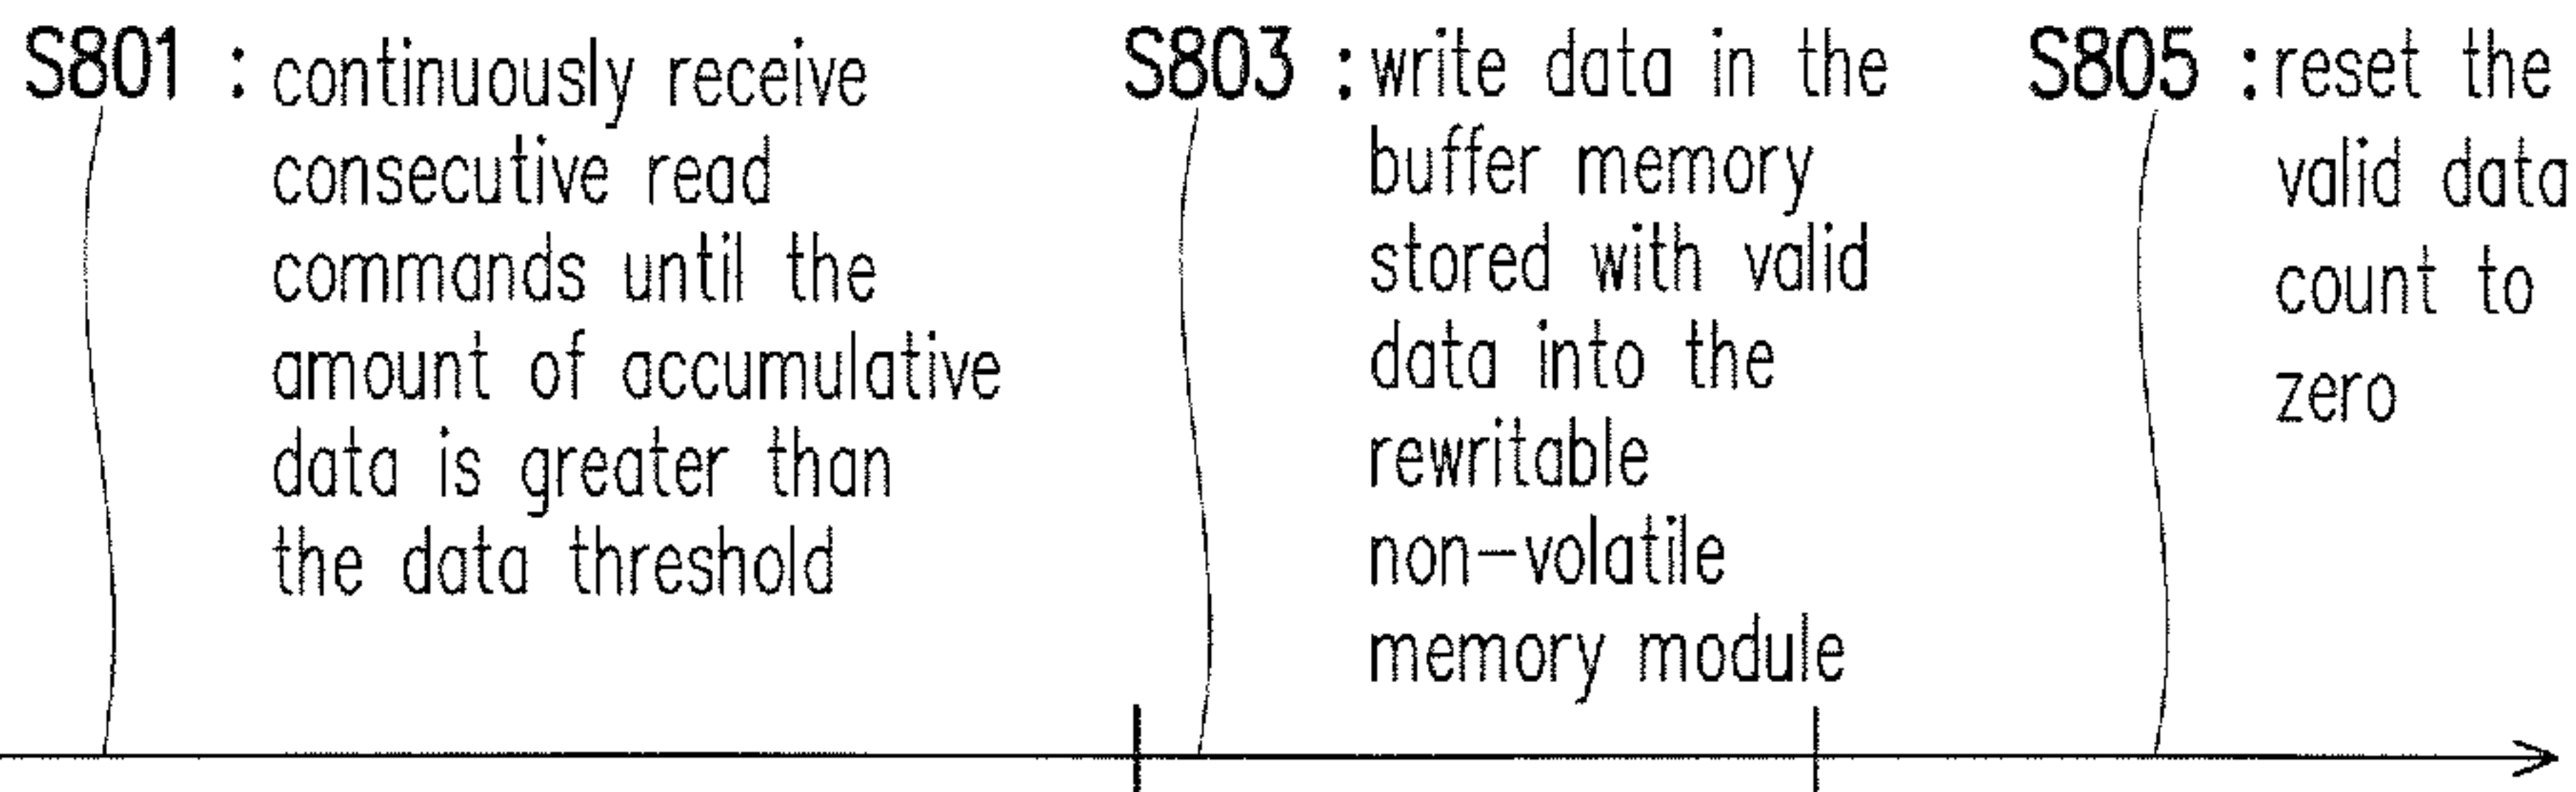 S801 : continuously receive
consecutive read
commands until the
amount of accumulative
data is greater than
the data threshold
S803 : write data in the
buffer memory
stored with valid
data into the
rewritable
non-volatile
memory module
S805 : reset the
valid data
count to
zero